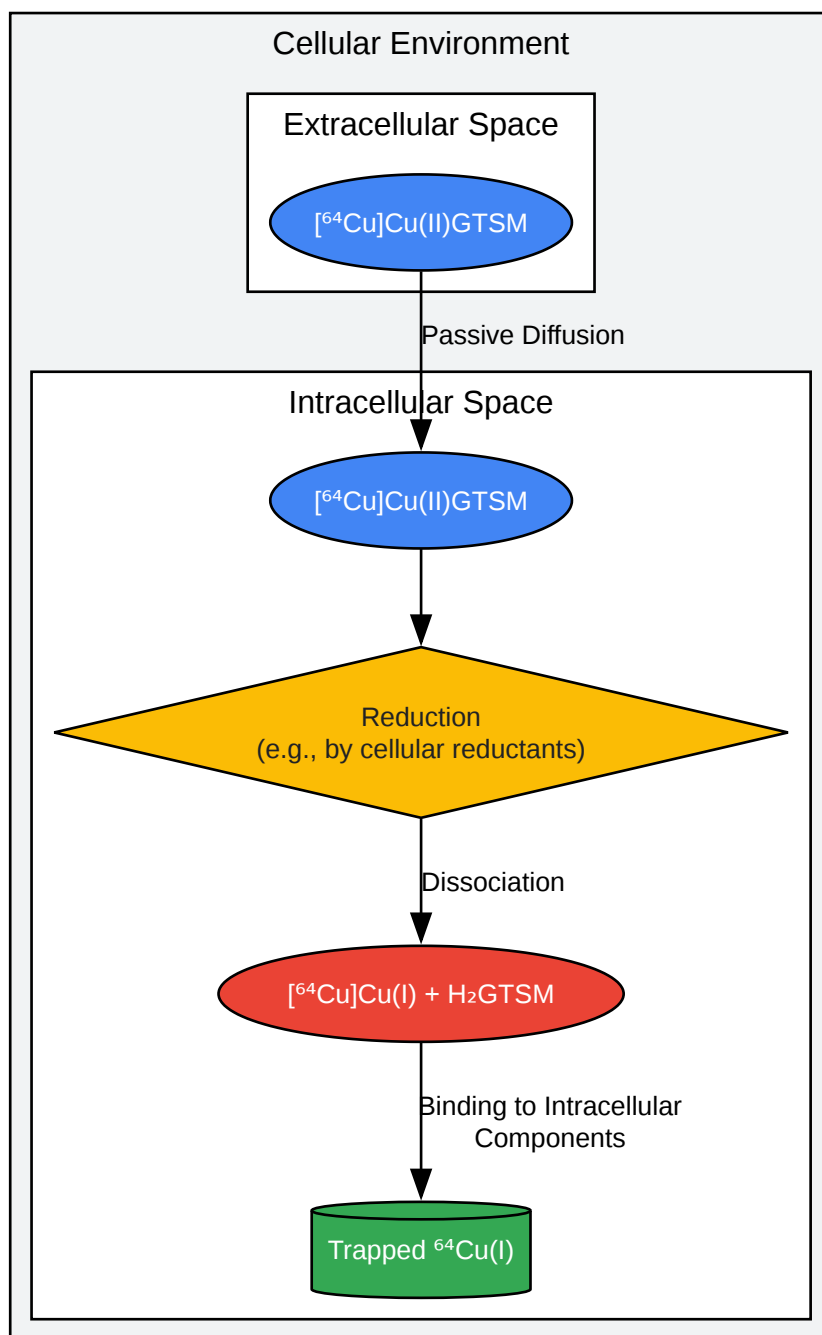 Cellular Environment
Extracellular Space
[⁶⁴Cu]Cu(II)GTSM
Passive Diffusion
Intracellular Space
[⁶⁴Cu]Cu(II)GTSM
Reduction
(e.g., by cellular reductants)
Dissociation
[⁶⁴Cu]Cu(I) + H₂GTSM
Binding to Intracellular
Components
Trapped ⁶⁴Cu(I)